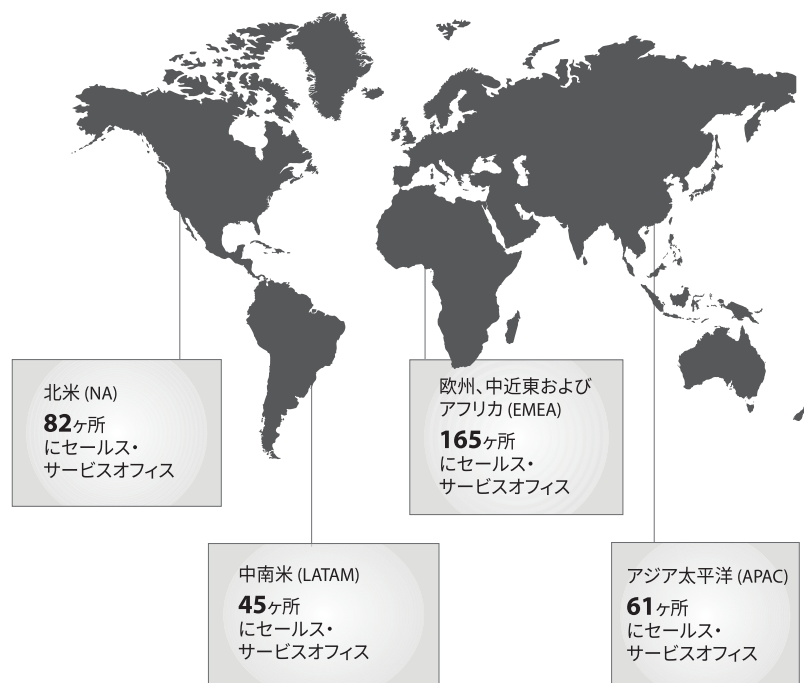 北米 (NA)
82ヶ所
にセールス・
サービスオフィス
欧州、中近東および
アフリカ (EMEA)
165ヶ所
にセールス・
サービスオフィス
中南米 (LATAM)
45ヶ所
にセールス・
サービスオフィス
アジア太平洋 (APAC)
61ヶ所
にセールス・
サービスオフィス